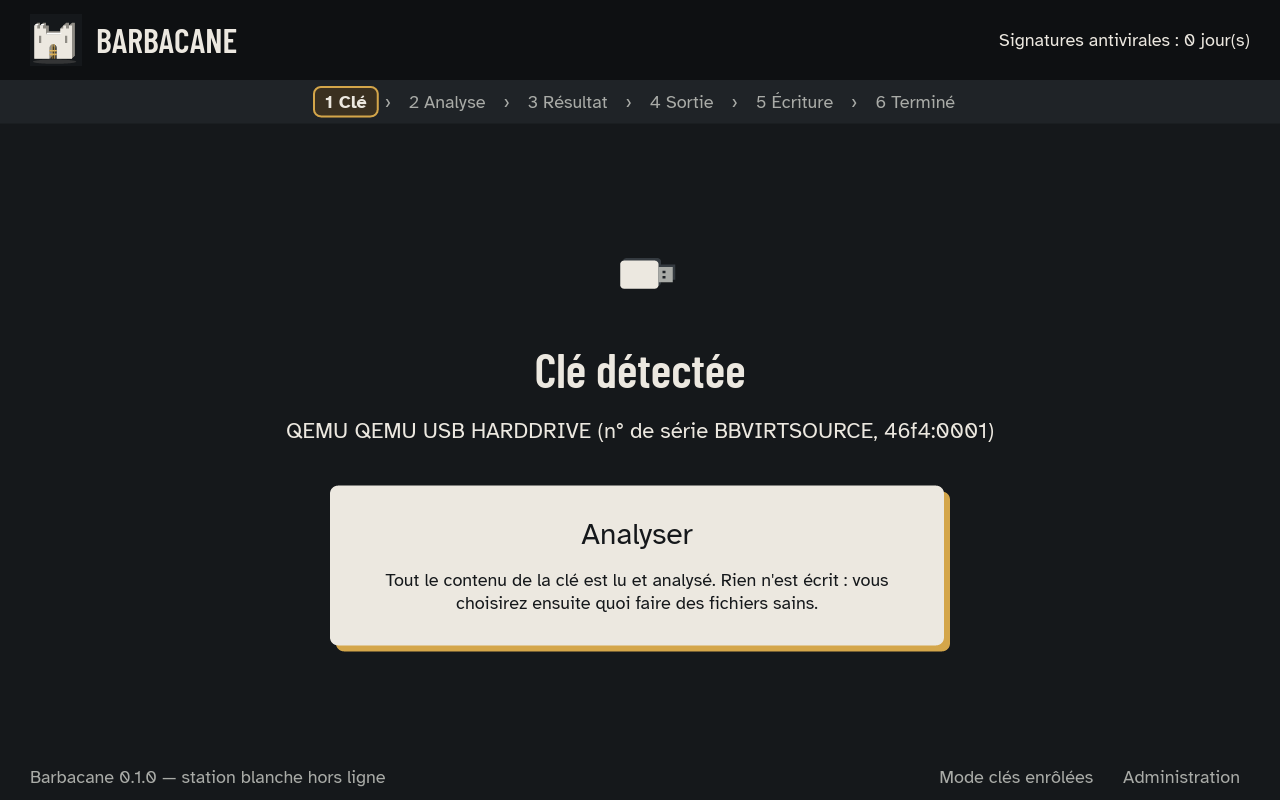 BARBACANE
Signatures antivirales : 0 jour(s)
1 Clé › 2 Analyse › 3 Résultat › 4 Sortie › 5 Écriture › 6 Terminé
Clé détectée
QEMU QEMU USB HARDDRIVE (n° de série BBVIRTSOURCE, 46f4:0001)
Analyser
Tout le contenu de la clé est lu et analysé. Rien n'est écrit : vous
choisirez ensuite quoi faire des fichiers sains.
Barbacane 0.1.0 — station blanche hors ligne
Mode clés enrôlées
Administration